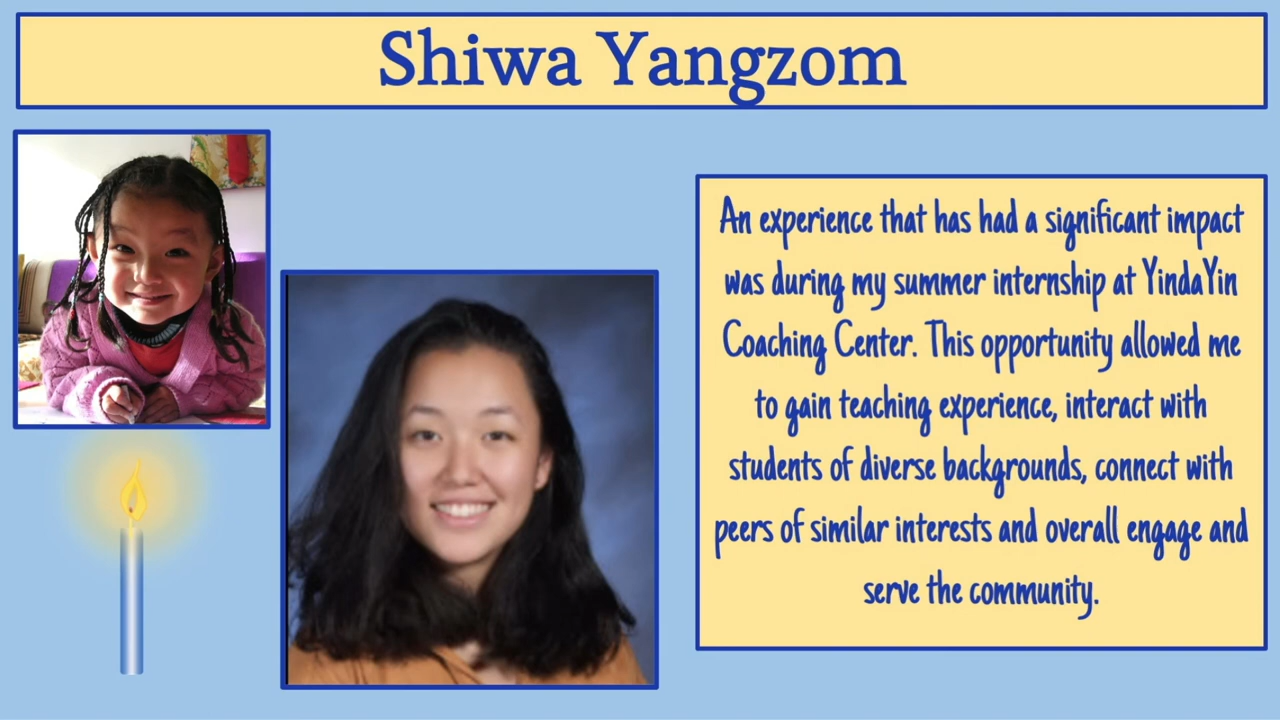 Shiwa Yangzom
An experience that has had a significant impact
was during my summer internship at YindaYin
Coaching Center. This opportunity allowed me
to gain teaching experience, interact with
students of diverse backgrounds, connect with
peers of similar interests and overall engage and
serve the community.